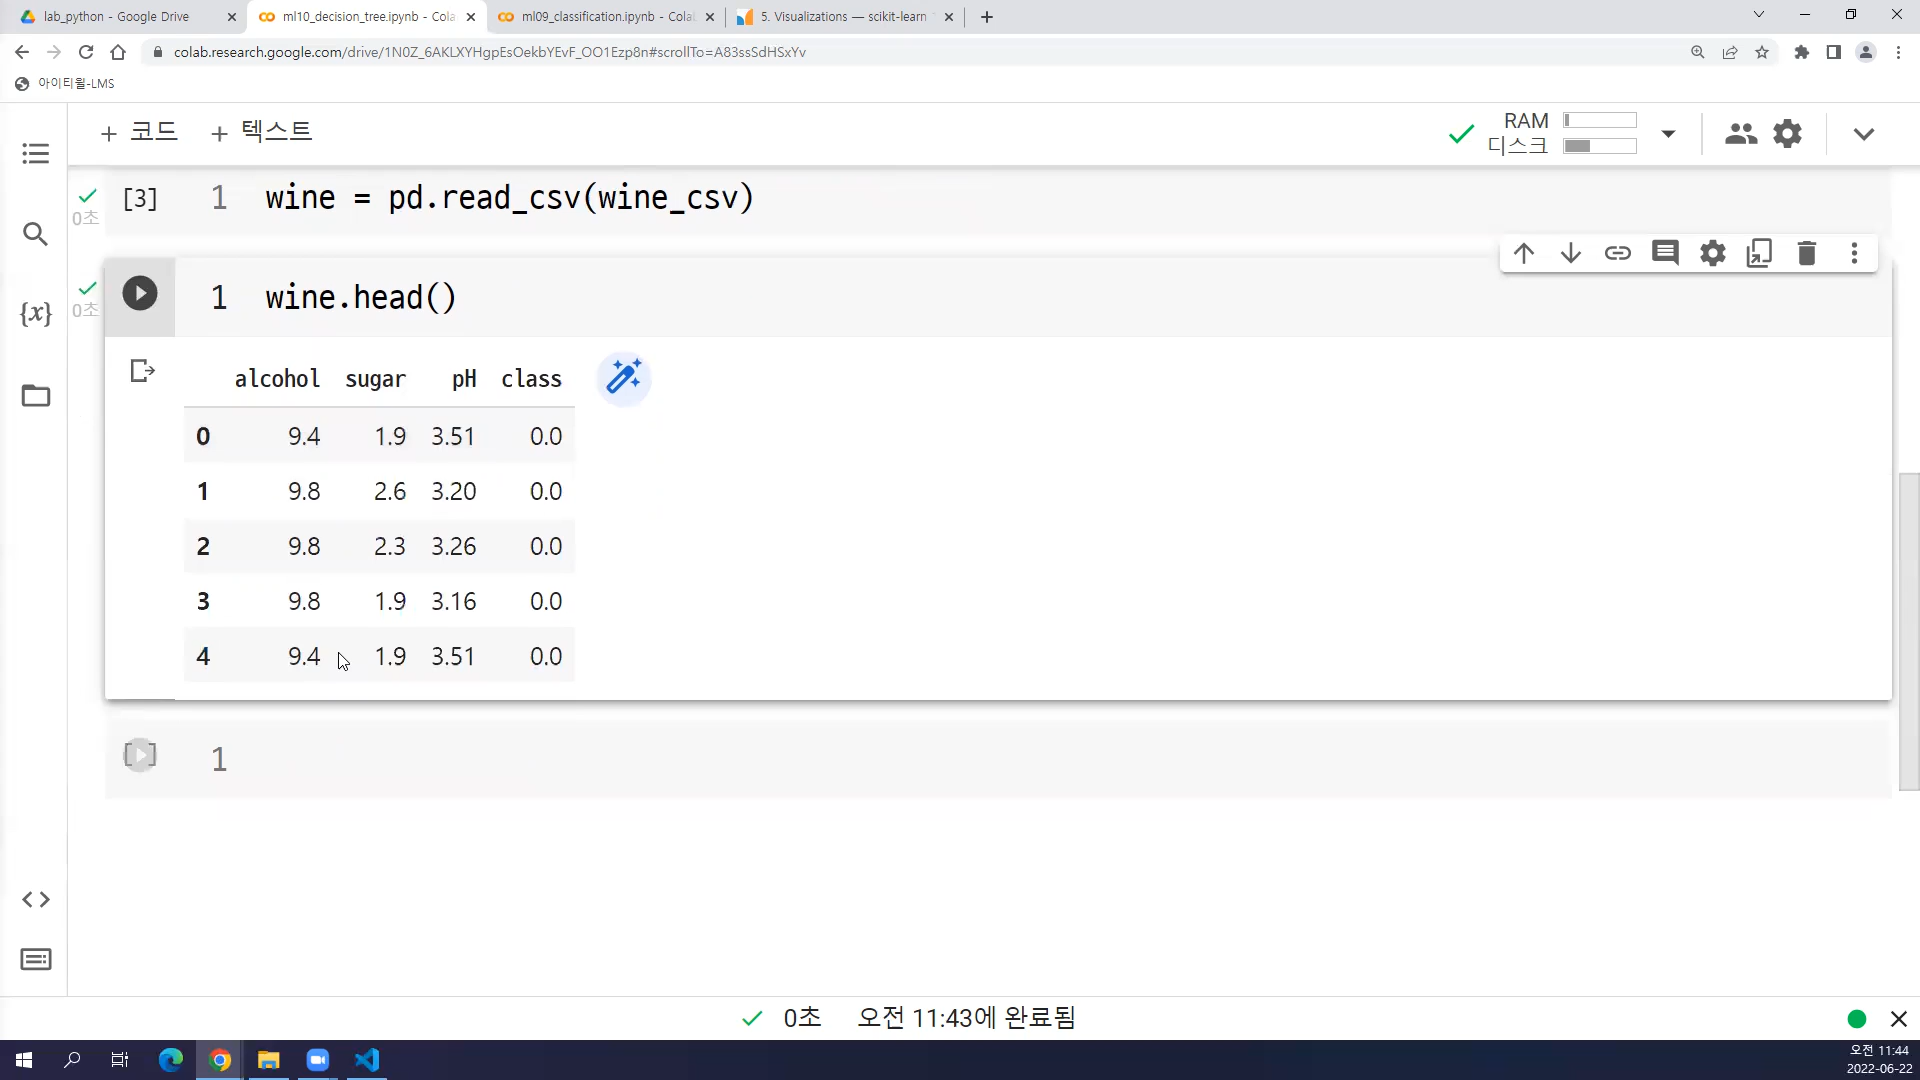 lab_python - Google Drive
ml10_decision_tree.ipynb - Cola
ml09_classification.ipynb - Cola
5. Visualizations — scikit-learn
colab.research.google.com/drive/1N0Z_6AKLXYHgpEsOekbYEvF_OO1Ezp8n#scrollTo=A83ssSdHSxYv
아이티윌-LMS
+ 코드 + 텍스트
RAM
디스크
[3] 1 wine = pd.read_csv(wine_csv)
0초
1 wine.head()
0초
{x}
alcohol sugar pH class
0 9.4 1.9 3.51 0.0
1 9.8 2.6 3.20 0.0
2 9.8 2.3 3.26 0.0
3 9.8 1.9 3.16 0.0
4 9.4 1.9 3.51 0.0
[ ] 1
0초 오전 11:43에 완료됨
오전 11:44
2022-06-22